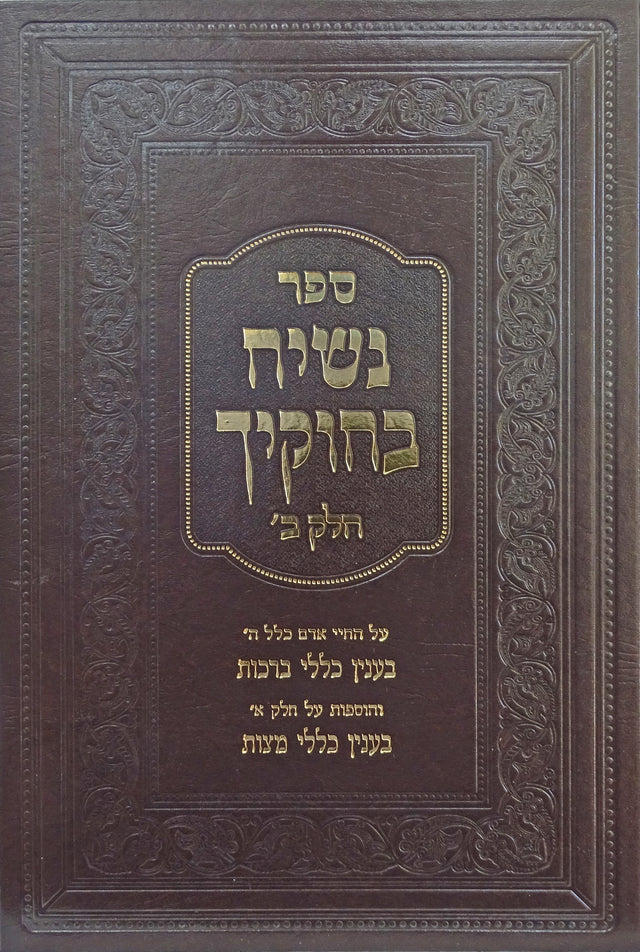 ספר
נשיח
בחוקיך
חלק ב׳
על החיי אדם כלל ה׳
בענין כללי ברכות
והוספות על חלק א׳
בענין כללי מצות